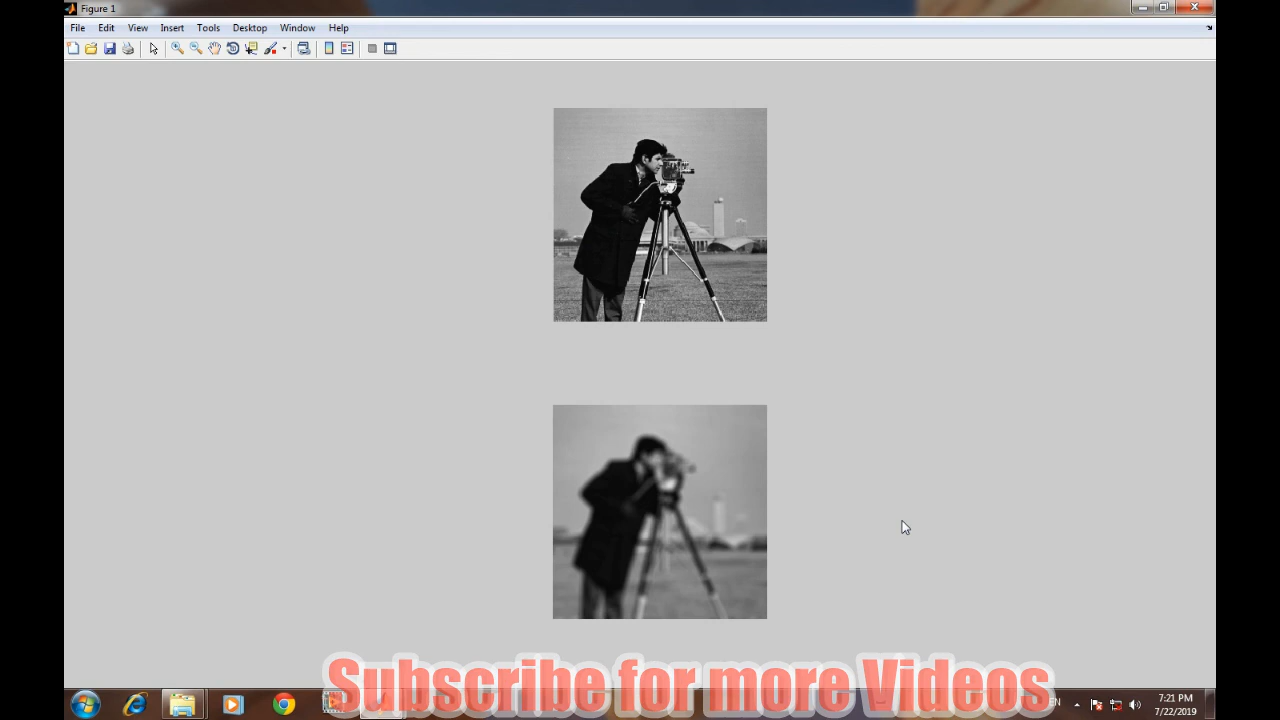 Figure 1
File Edit View Insert Tools Desktop Window Help
Subscribe for more Videos
EN
7:21 PM
7/22/2019